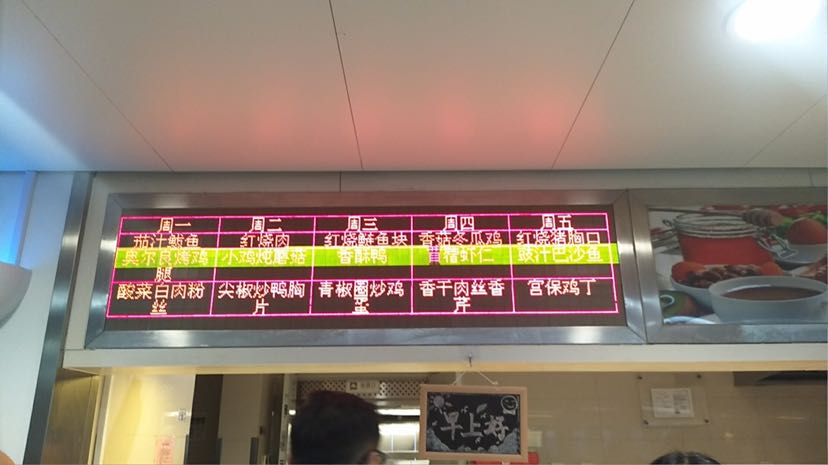 周一 周二 周三 周四 周五
茄汁鲅鱼 红烧肉 红烧鲢鱼块 香菇冬瓜鸡 红烧猪胸口
奥尔良烤鸡腿 小鸡炖蘑菇 香酥鸭 糟虾仁 豉汁巴沙鱼
酸菜白肉粉丝 尖椒炒鸭胸片 青椒圈炒鸡蛋 香干肉丝香芹 宫保鸡丁
早上好